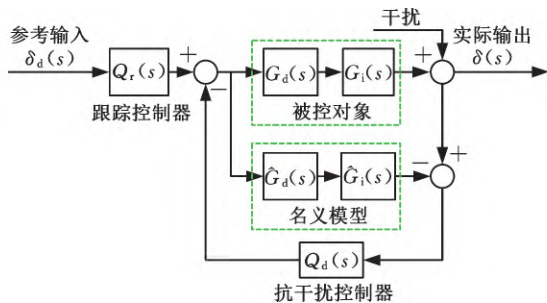 干扰
参考输入
δd(s)
Qr(s)
跟踪控制器
+
−
Gd(s)
Gi(s)
被控对象
+
实际输出
δ(s)
Ĝd(s)
Ĝi(s)
名义模型
−
+
Qd(s)
抗干扰控制器